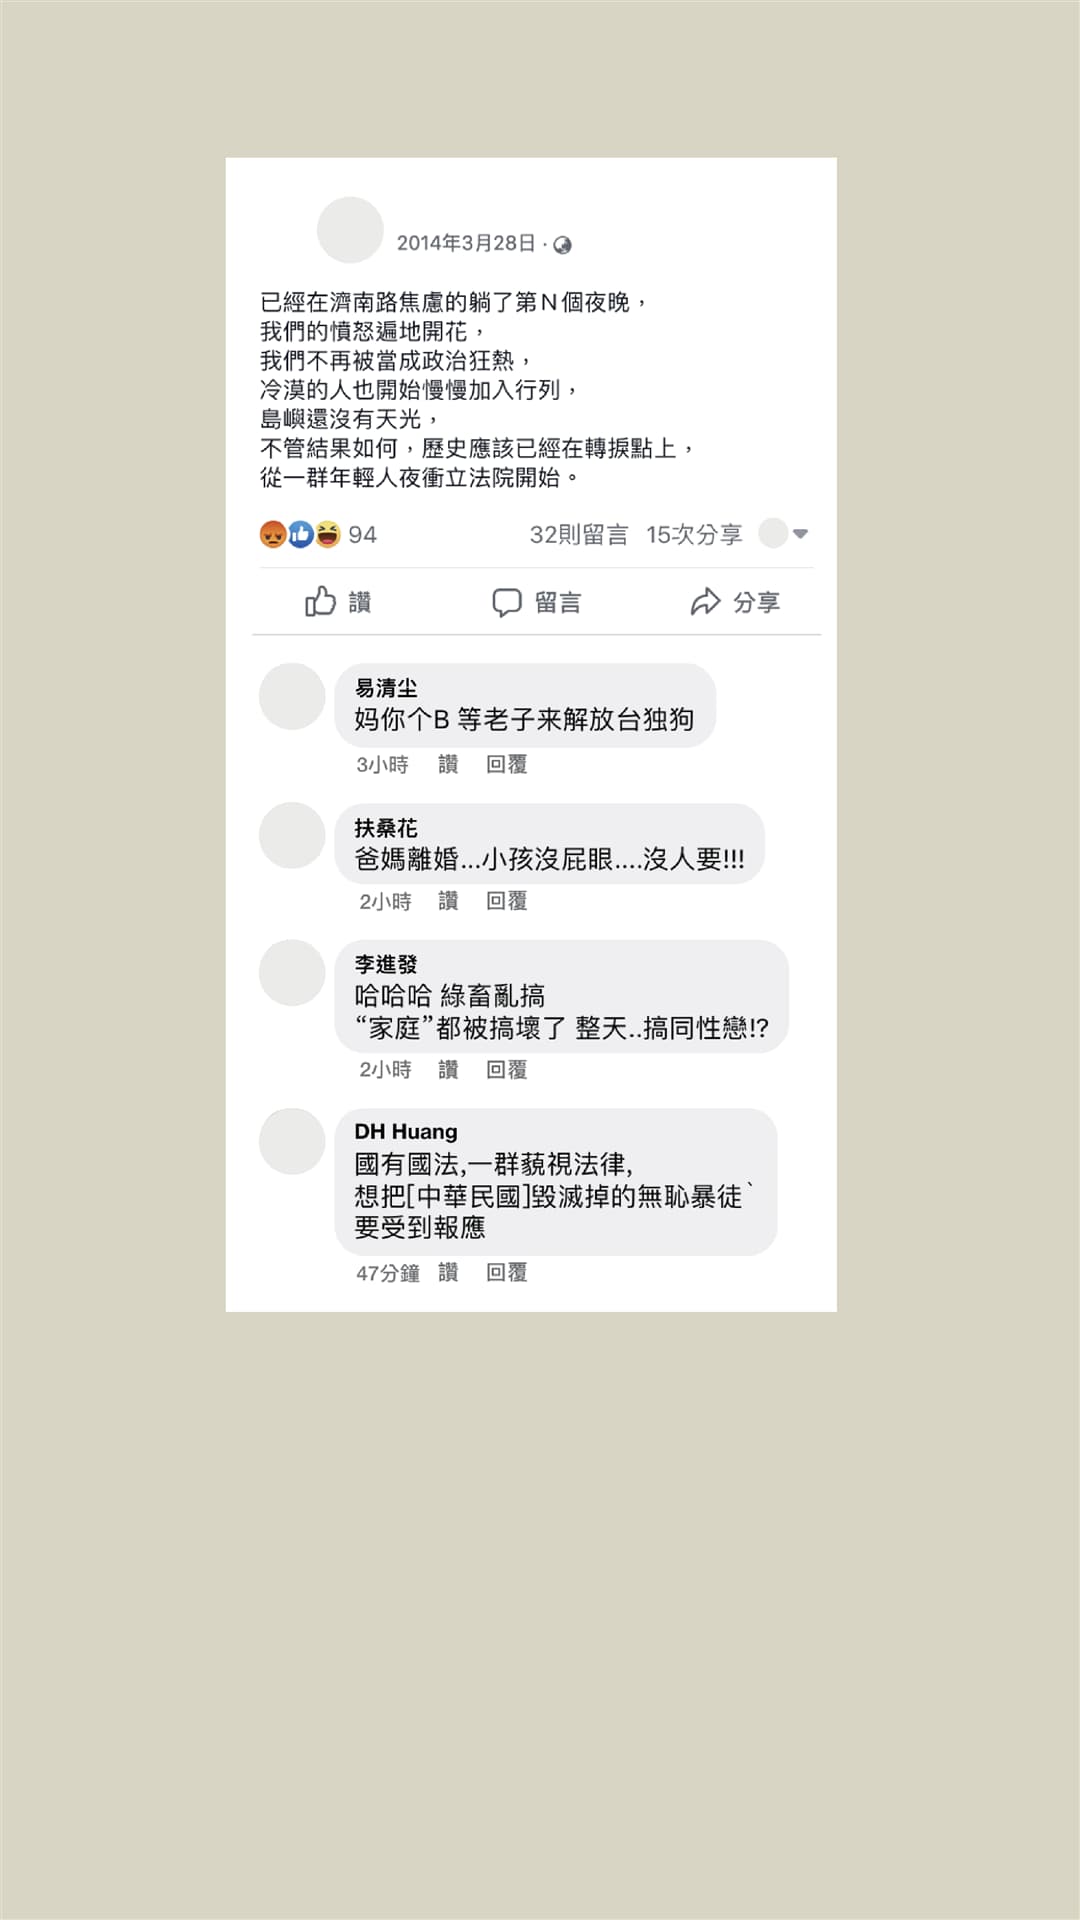 2014年3月28日 ·
已經在濟南路焦慮的躺了第N個夜晚，
我們的憤怒遍地開花，
我們不再被當成政治狂熱，
冷漠的人也開始慢慢加入行列，
島嶼還沒有天光，
不管結果如何，歷史應該已經在轉捩點上，
從一群年輕人夜衝立法院開始。
94 32則留言 15次分享
讚 留言 分享
易清尘
妈你个B 等老子来解放台独狗
3小時 讚 回覆
扶桑花
爸媽離婚...小孩沒屁眼....沒人要!!!
2小時 讚 回覆
李進發
哈哈哈 綠畜亂搞
“家庭”都被搞壞了 整天..搞同性戀!?
2小時 讚 回覆
DH Huang
國有國法,一群藐視法律,
想把[中華民國]毀滅掉的無恥暴徒`
要受到報應
47分鐘 讚 回覆